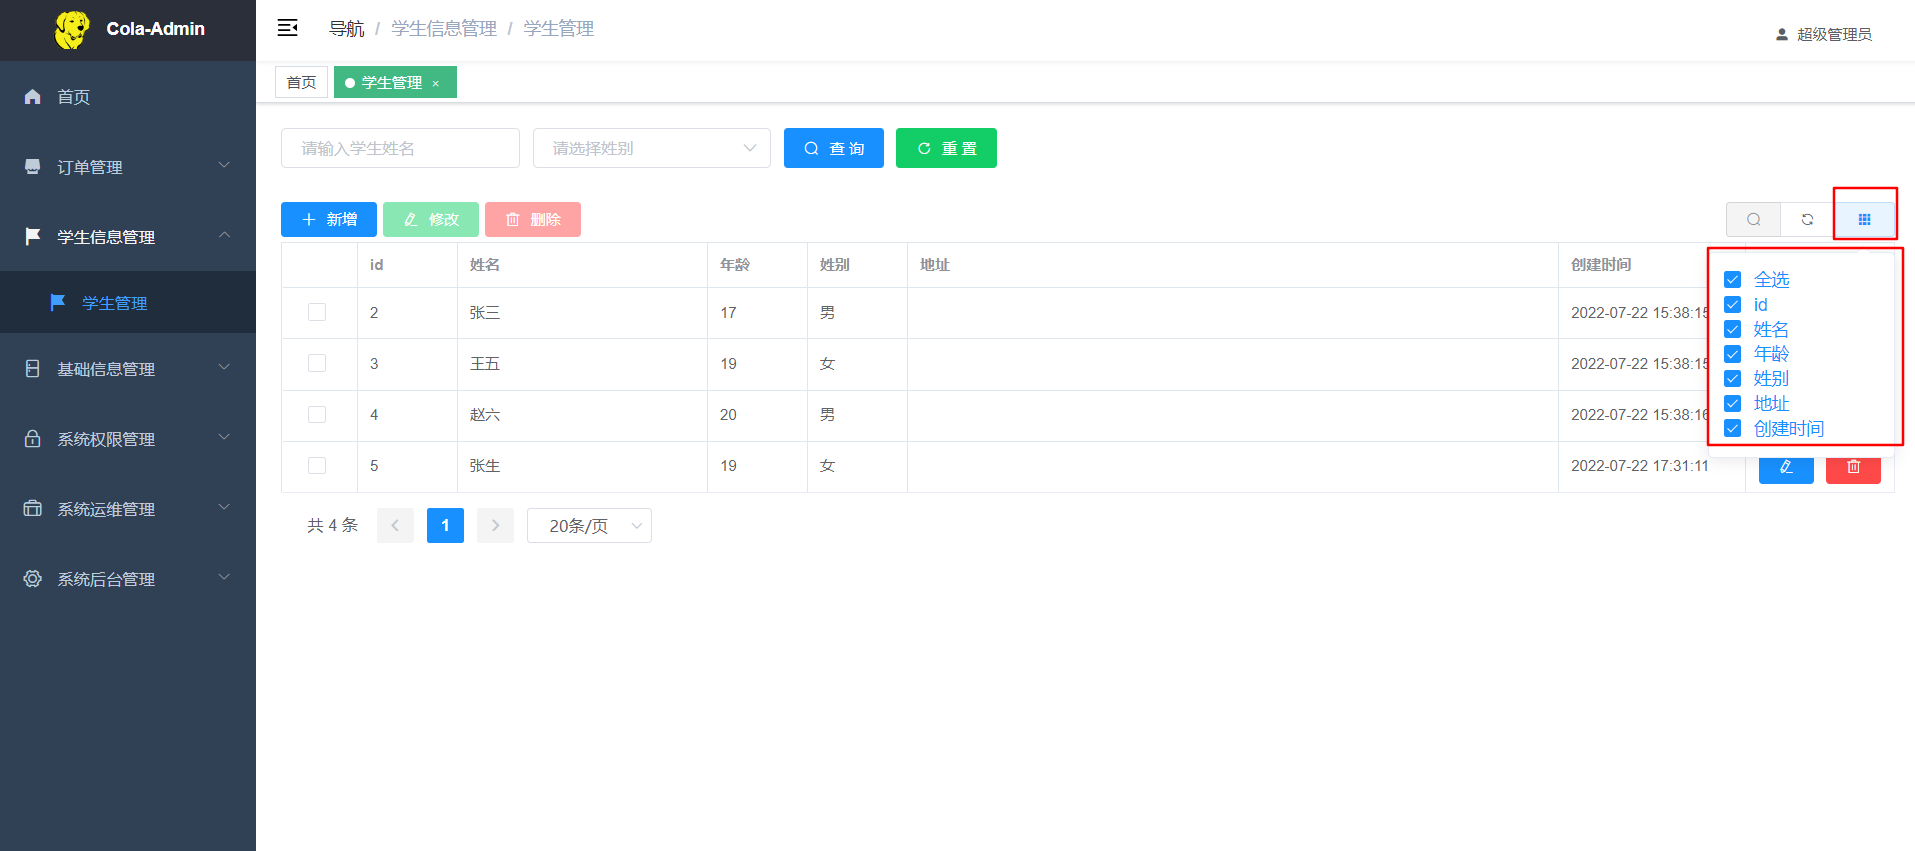 Cola-Admin
导航 / 学生信息管理 / 学生管理
超级管理员
首页
学生管理 ×
首页
订单管理
学生信息管理
学生管理
基础信息管理
系统权限管理
系统运维管理
系统后台管理
请输入学生姓名
请选择姓别
查 询
重 置
新增
修改
删除
id 姓名 年龄 姓别 地址 创建时间
2 张三 17 男 2022-07-22 15:38:15
3 王五 19 女 2022-07-22 15:38:15
4 赵六 20 男 2022-07-22 15:38:16
5 张生 19 女 2022-07-22 17:31:11
全选
id
姓名
年龄
姓别
地址
创建时间
共 4 条
1
20条/页